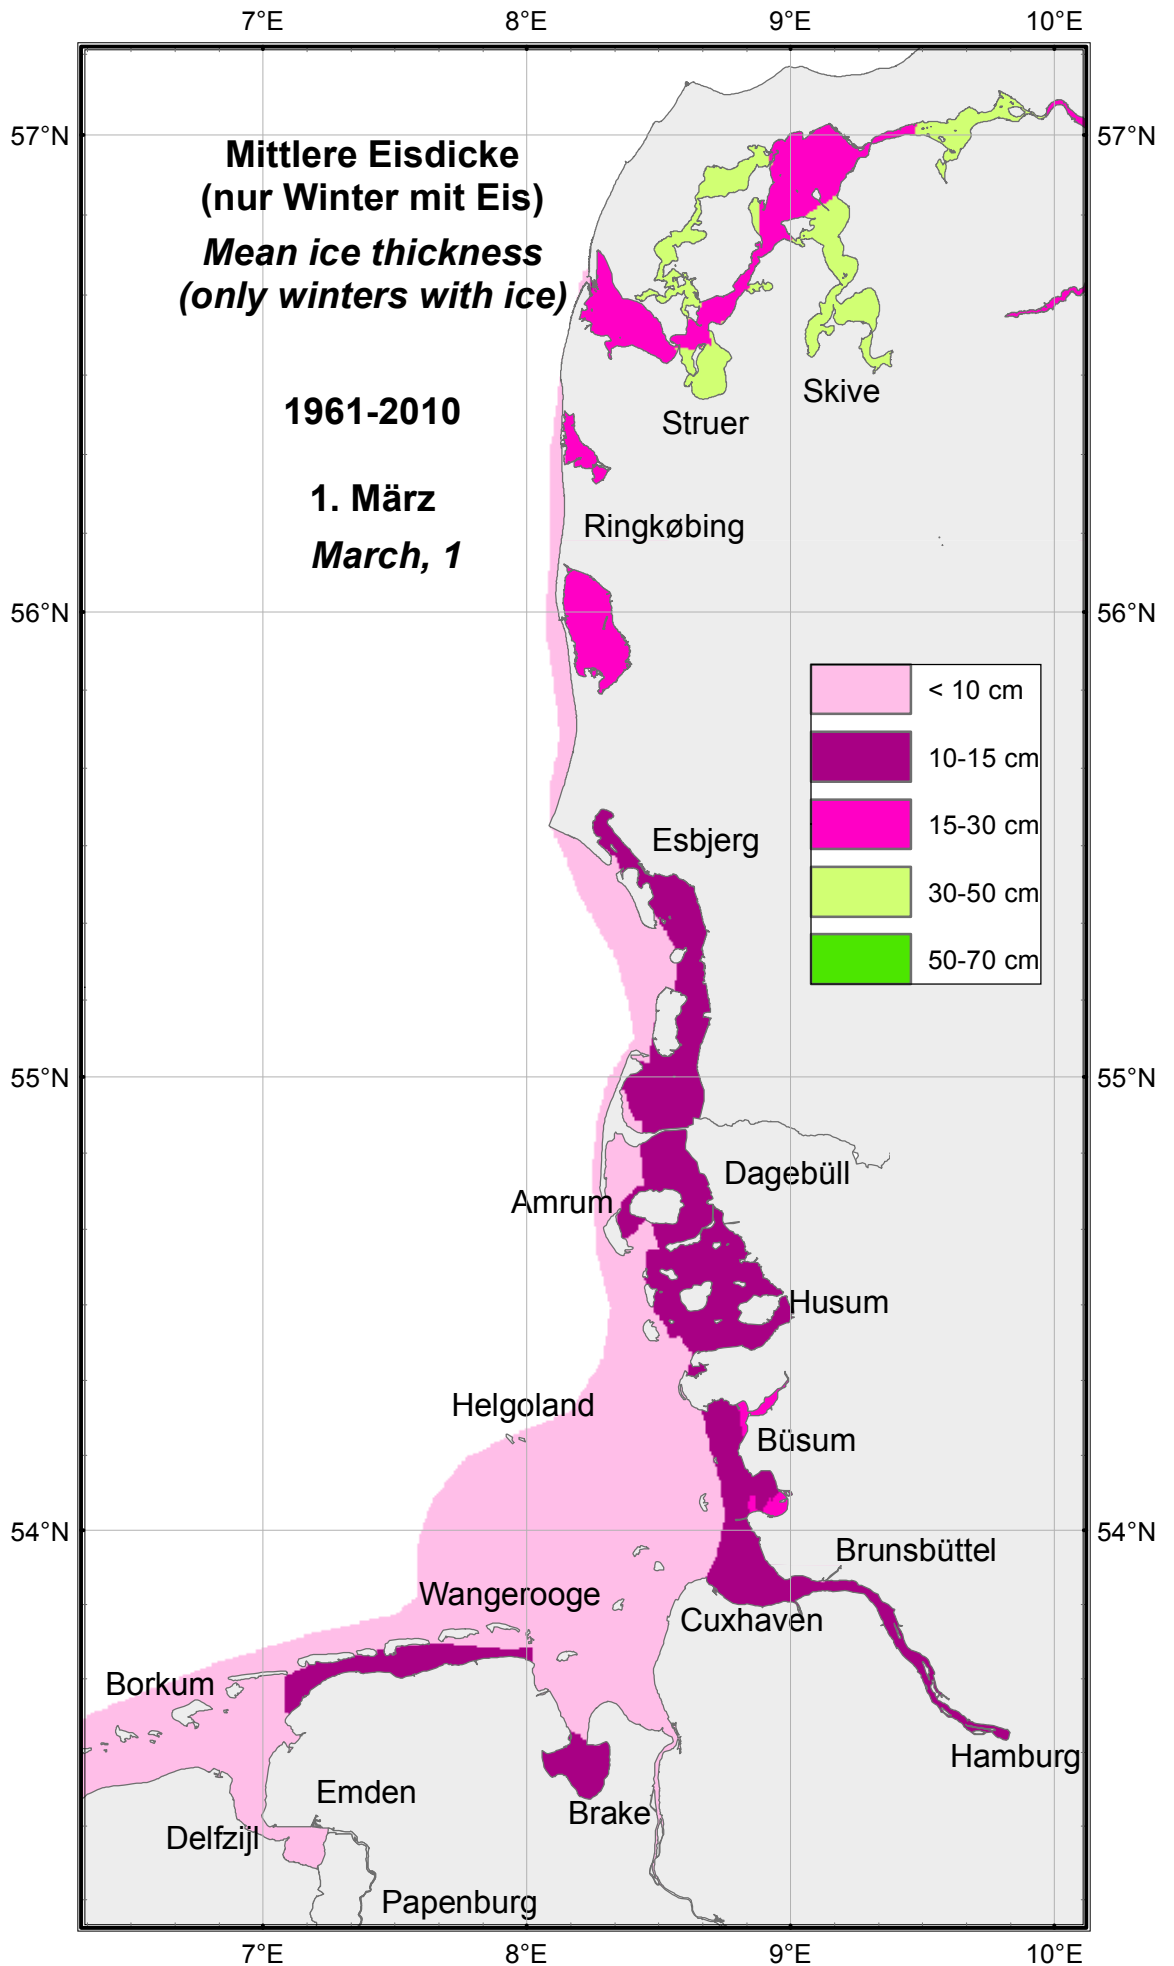 7°E 8°E 9°E 10°E
57°N 57°N
Mittlere Eisdicke
(nur Winter mit Eis)
Mean ice thickness
(only winters with ice)
Skive
1961-2010
Struer
1. März
Ringkøbing
March, 1
56°N 56°N
< 10 cm
10-15 cm
15-30 cm
30-50 cm
50-70 cm
Esbjerg
55°N 55°N
Dagebüll
Amrum
Husum
Helgoland
Büsum
54°N 54°N
Brunsbüttel
Wangerooge
Cuxhaven
Borkum
Hamburg
Emden
Brake
Delfzijl
Papenburg
7°E 8°E 9°E 10°E